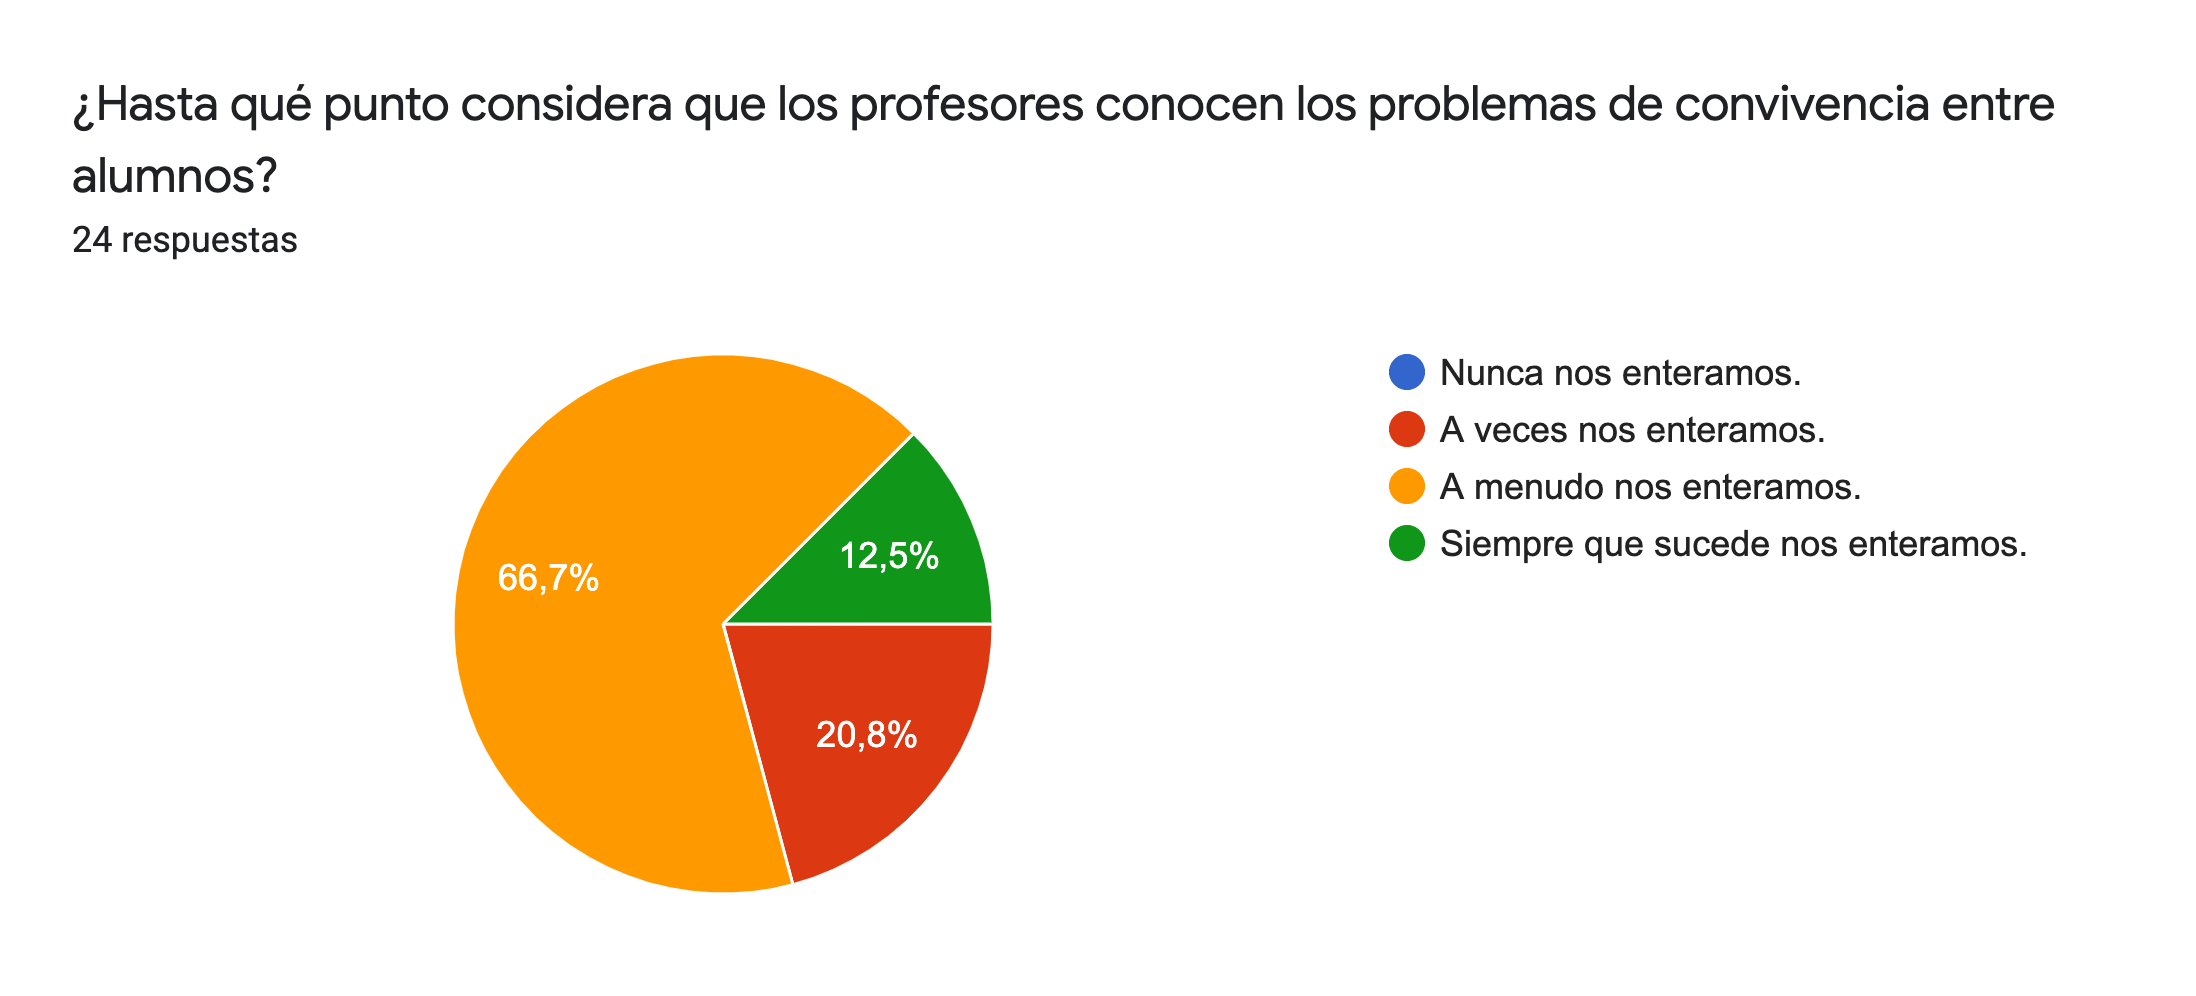 ¿Hasta qué punto considera que los profesores conocen los problemas de convivencia entre
alumnos?
24 respuestas
Nunca nos enteramos.
A veces nos enteramos.
A menudo nos enteramos.
Siempre que sucede nos enteramos.
12,5%
66,7%
20,8%